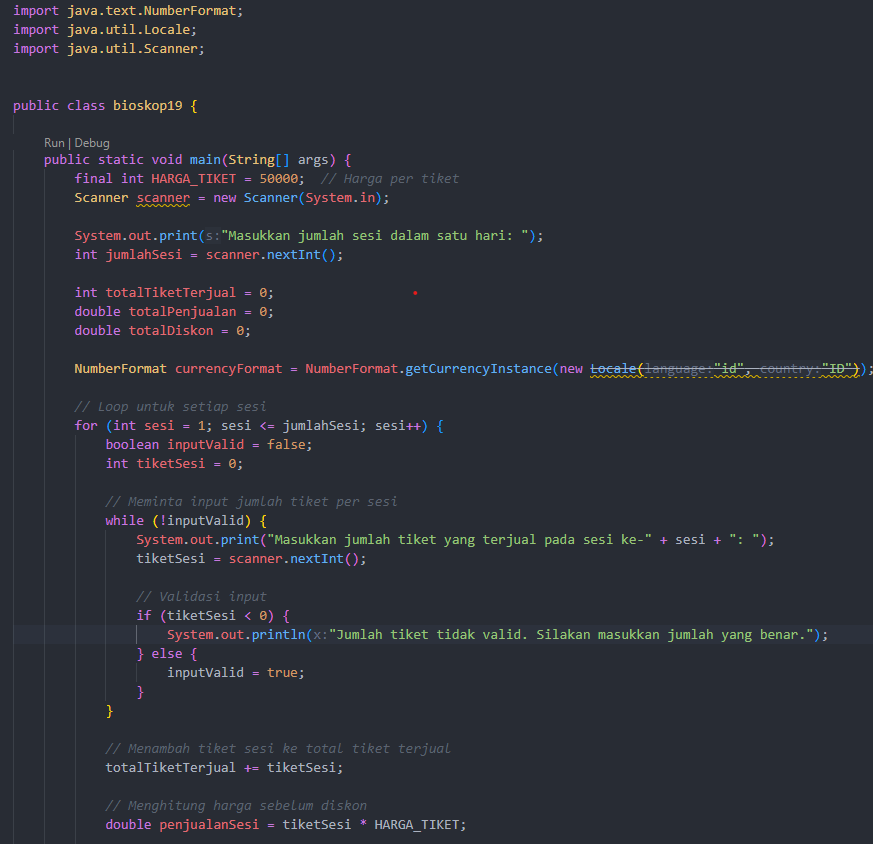 import java.text.NumberFormat;
import java.util.Locale;
import java.util.Scanner;
public class bioskop19 {
Run | Debug
public static void main(String[] args) {
final int HARGA_TIKET = 50000;  // Harga per tiket
Scanner scanner = new Scanner(System.in);
System.out.print(s:"Masukkan jumlah sesi dalam satu hari: ");
int jumlahSesi = scanner.nextInt();
int totalTiketTerjual = 0;
double totalPenjualan = 0;
double totalDiskon = 0;
NumberFormat currencyFormat = NumberFormat.getCurrencyInstance(new Locale(language:"id", country:"ID"));
// Loop untuk setiap sesi
for (int sesi = 1; sesi <= jumlahSesi; sesi++) {
boolean inputValid = false;
int tiketSesi = 0;
// Meminta input jumlah tiket per sesi
while (!inputValid) {
System.out.print("Masukkan jumlah tiket yang terjual pada sesi ke-" + sesi + ": ");
tiketSesi = scanner.nextInt();
// Validasi input
if (tiketSesi < 0) {
System.out.println(x:"Jumlah tiket tidak valid. Silakan masukkan jumlah yang benar.");
} else {
inputValid = true;
}
}
// Menambah tiket sesi ke total tiket terjual
totalTiketTerjual += tiketSesi;
// Menghitung harga sebelum diskon
double penjualanSesi = tiketSesi * HARGA_TIKET;